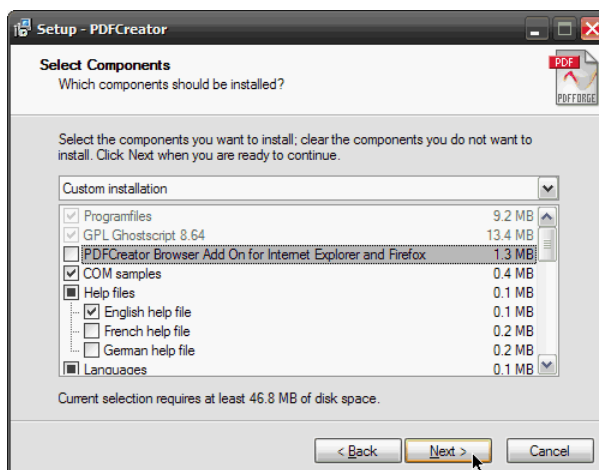 Setup - PDFCreator
Select Components
Which components should be installed?
PDF
PDFFORGE
Select the components you want to install; clear the components you do not want to
install. Click Next when you are ready to continue.
Custom installation
Programfiles 9.2 MB
GPL Ghostscript 8.64 13.4 MB
PDFCreator Browser Add On for Internet Explorer and Firefox 1.3 MB
COM samples 0.4 MB
Help files 0.1 MB
English help file 0.1 MB
French help file 0.2 MB
German help file 0.2 MB
Languages 0.1 MB
Current selection requires at least 46.8 MB of disk space.
< Back Next > Cancel